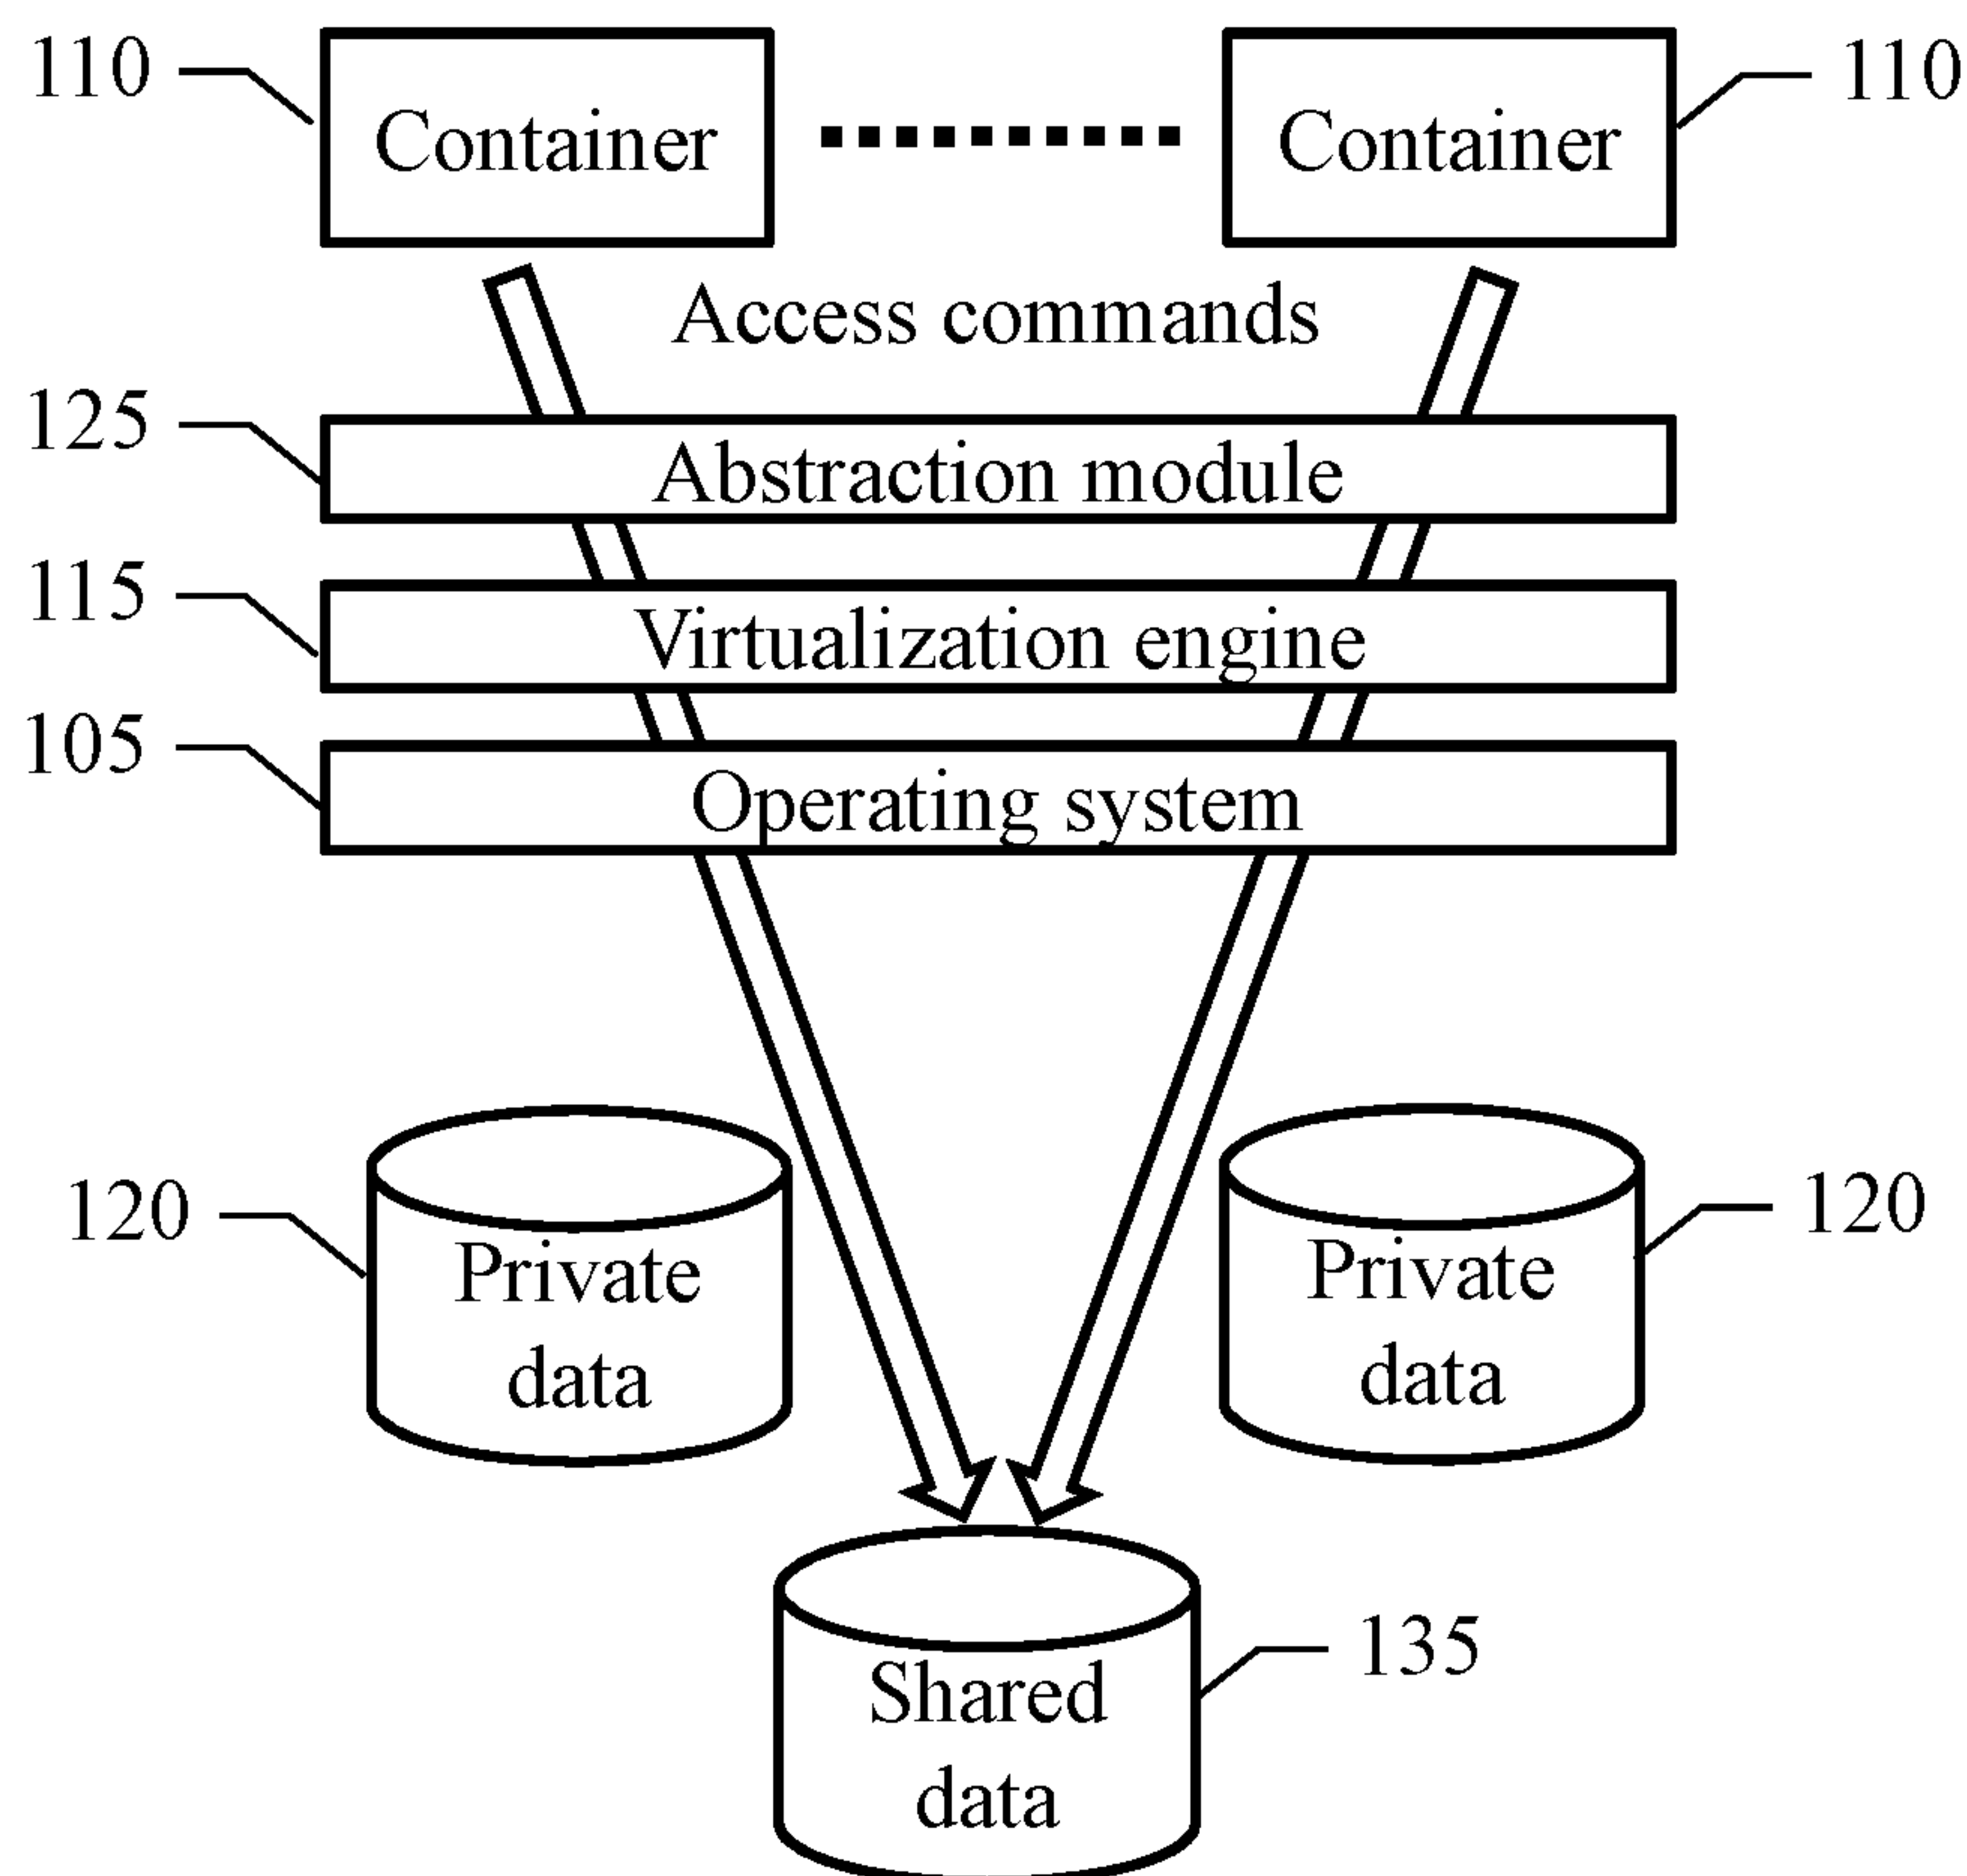 110 Container Container 110
Access commands
125 Abstraction module
115 Virtualization engine
105 Operating system
120 Private data
Private data 120
Shared data 135